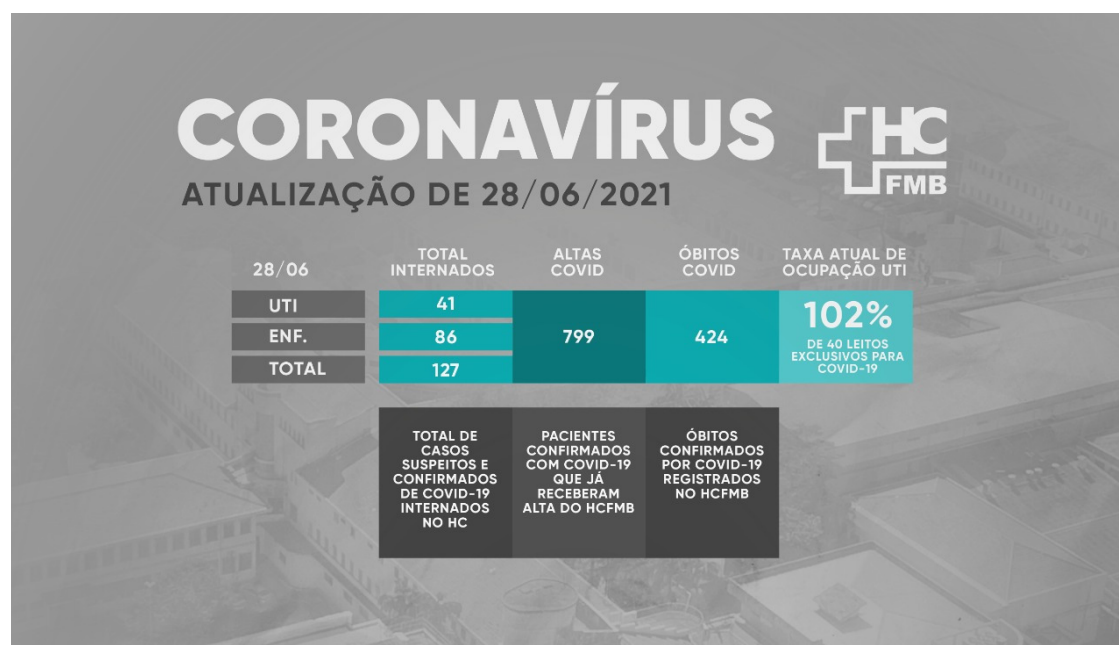 CORONAVÍRUS
HC
FMB
ATUALIZAÇÃO DE 28/06/2021
28/06
TOTAL
INTERNADOS
ALTAS
COVID
ÓBITOS
COVID
TAXA ATUAL DE
OCUPAÇÃO UTI
UTI
41
ENF.
86
TOTAL
127
799
424
102%
DE 40 LEITOS
EXCLUSIVOS PARA
COVID-19
TOTAL DE
CASOS
SUSPEITOS E
CONFIRMADOS
DE COVID-19
INTERNADOS
NO HC
PACIENTES
CONFIRMADOS
COM COVID-19
QUE JÁ
RECEBERAM
ALTA DO HCFMB
ÓBITOS
CONFIRMADOS
POR COVID-19
REGISTRADOS
NO HCFMB